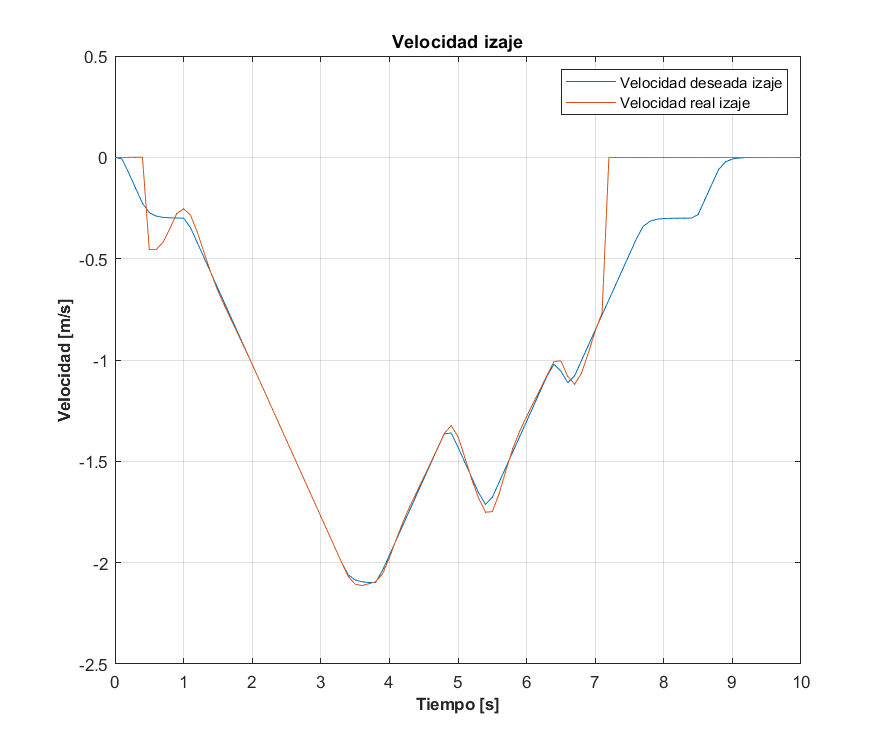 Velocidad izaje
Velocidad deseada izaje
Velocidad real izaje
0.5
0
-0.5
-1
-1.5
-2
-2.5
Velocidad [m/s]
0 1 2 3 4 5 6 7 8 9 10
Tiempo [s]